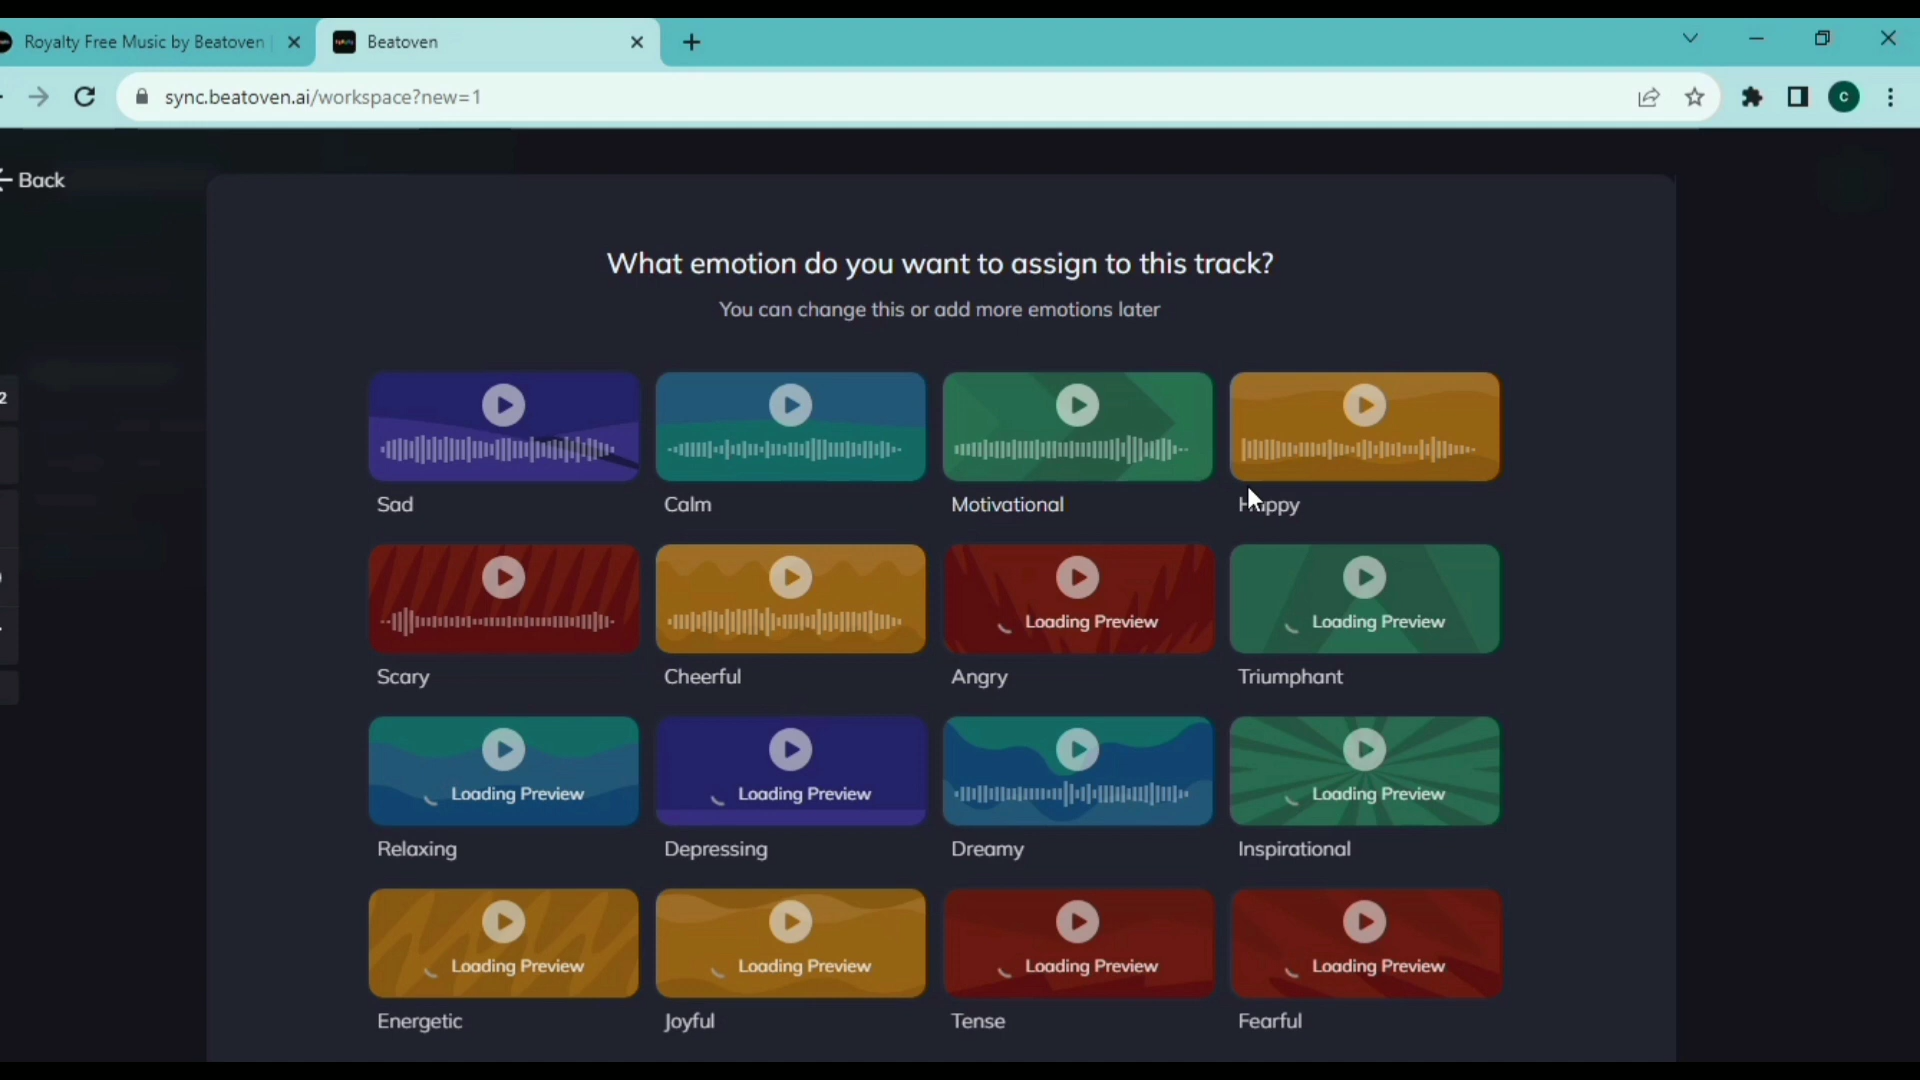 Royalty Free Music by Beatoven
Beatoven
sync.beatoven.ai/workspace?new=1
C
Back
What emotion do you want to assign to this track?
You can change this or add more emotions later
2
Sad
Calm
Motivational
Happy
Loading Preview
Loading Preview
Scary
Cheerful
Angry
Triumphant
Loading Preview
Loading Preview
Loading Preview
Relaxing
Depressing
Dreamy
Inspirational
Loading Preview
Loading Preview
Loading Preview
Loading Preview
Energetic
Joyful
Tense
Fearful